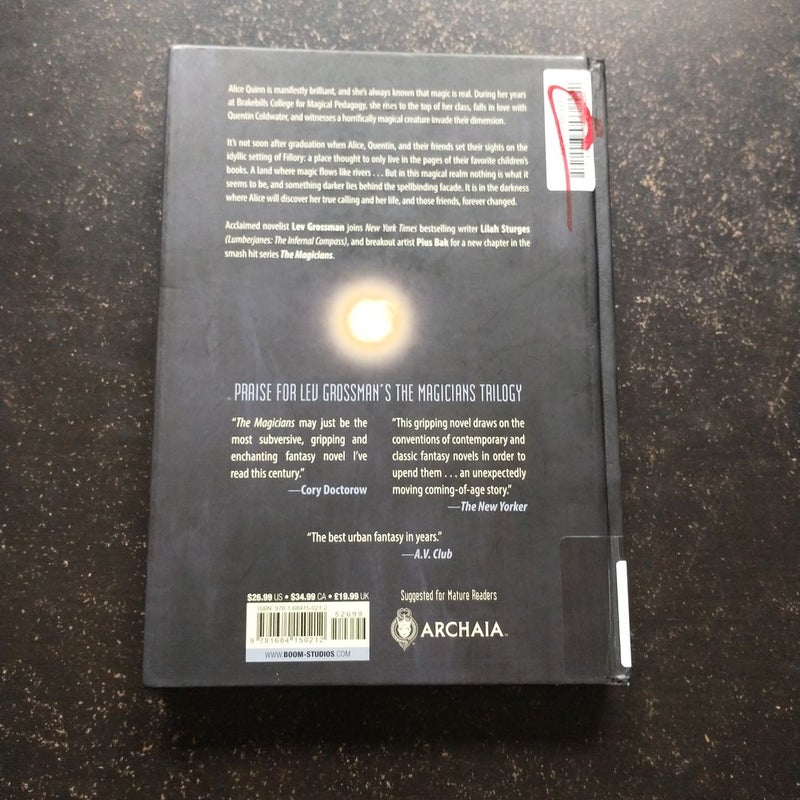 Alice Quinn is manifestly brilliant, and she's always known that magic is real. During her years
at Brakebills College for Magical Pedagogy, she rises to the top of her class, falls in love with
Quentin Coldwater, and witnesses a horrifically magical creature invade their dimension.
It's not soon after graduation when Alice, Quentin, and their friends set their sights on the
idyllic setting of Fillory: a place thought to only live in the pages of their favorite children's
books. A land where magic flows like rivers . . . But in this magical realm nothing is what it
seems to be, and something darker lies behind the spellbinding facade. It is in the darkness
where Alice will discover her true calling and her life, and those friends, forever changed.
Acclaimed novelist Lev Grossman joins New York Times bestselling writer Lilah Sturges
(Lumberjanes: The Infernal Compass), and breakout artist Pius Bak for a new chapter in the
smash hit series The Magicians.
PRAISE FOR LEV GROSSMAN'S THE MAGICIANS TRILOGY
"The Magicians may just be the
most subversive, gripping and
enchanting fantasy novel I've
read this century."
—Cory Doctorow
"This gripping novel draws on the
conventions of contemporary and
classic fantasy novels in order to
upend them . . . an unexpectedly
moving coming-of-age story."
—The New Yorker
"The best urban fantasy in years."
—A.V. Club
$26.99 US • $34.99 CA • £19.99 UK
ISBN: 978-1-68415-021-2
52699
9 781684 150212
WWW.BOOM-STUDIOS.COM
Suggested for Mature Readers
ARCHAIA™